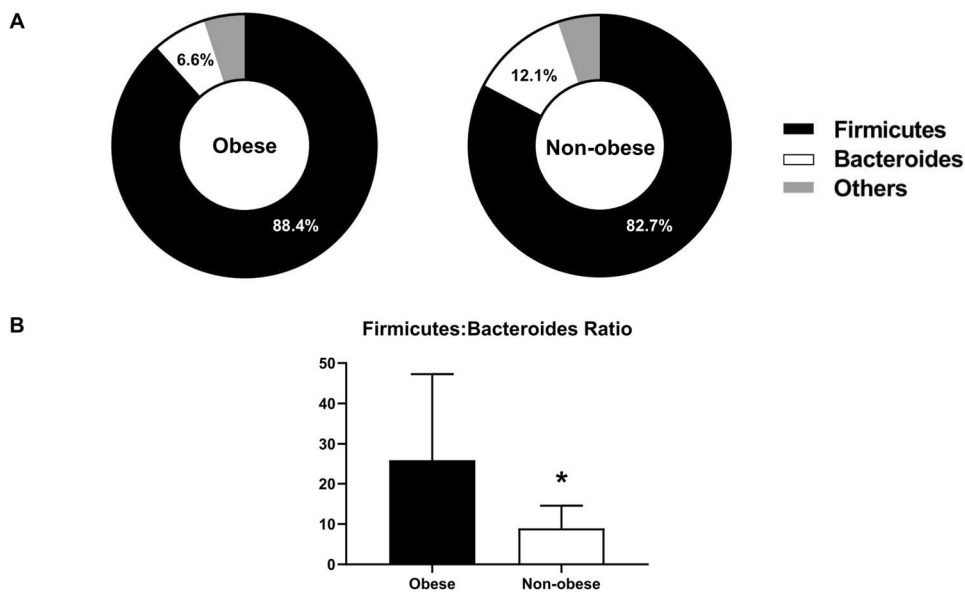 A
6.6%
Obese
88.4%
12.1%
Non-obese
82.7%
Firmicutes
Bacteroides
Others
B
Firmicutes:Bacteroides Ratio
50
40
30
20
10
0
*
Obese
Non-obese